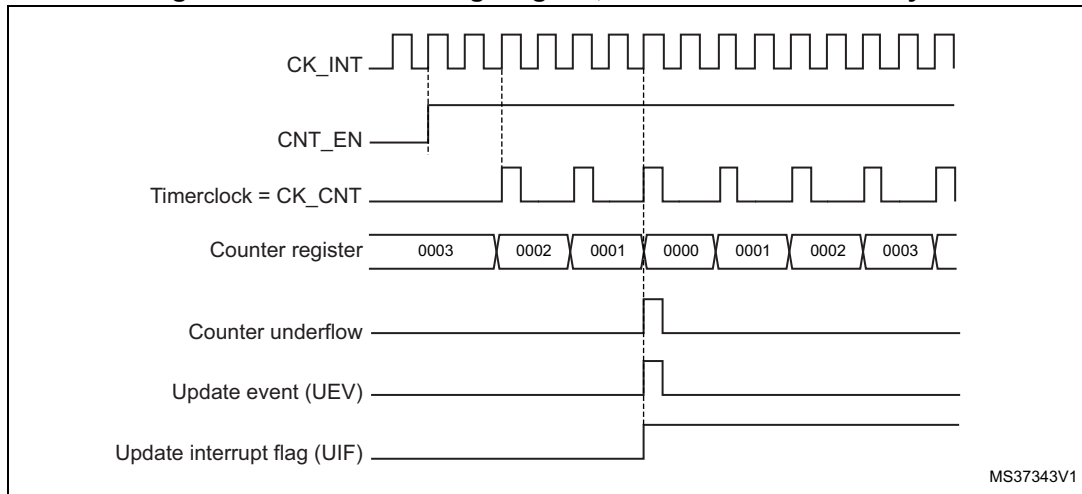 CK_INT
CNT_EN
Timerclock = CK_CNT
Counter register 0003 0002 0001 0000 0001 0002 0003
Counter underflow
Update event (UEV)
Update interrupt flag (UIF)
MS37343V1